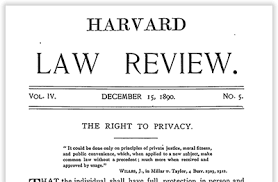 HARVARD
LAW REVIEW.
VOL. IV. DECEMBER 15, 1890. No. 5.
THE RIGHT TO PRIVACY.
"It could be done only on principles of private justice, moral fitness,
and public convenience, which, when applied to a new subject, make
common law without a precedent; much more when received and
approved by usage."
WILLES, J., in Millar v. Taylor, 4 Burr. 2303, 2312.
THAT the individual shall have full protection in person and